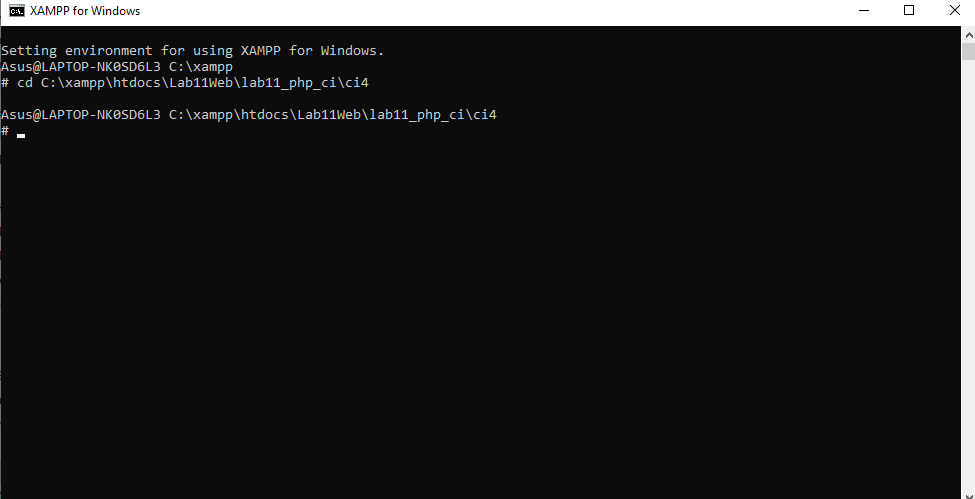 XAMPP for Windows
Setting environment for using XAMPP for Windows.
Asus@LAPTOP-NK0SD6L3 C:\xampp
# cd C:\xampp\htdocs\Lab11Web\lab11_php_ci\ci4
Asus@LAPTOP-NK0SD6L3 C:\xampp\htdocs\Lab11Web\lab11_php_ci\ci4
#